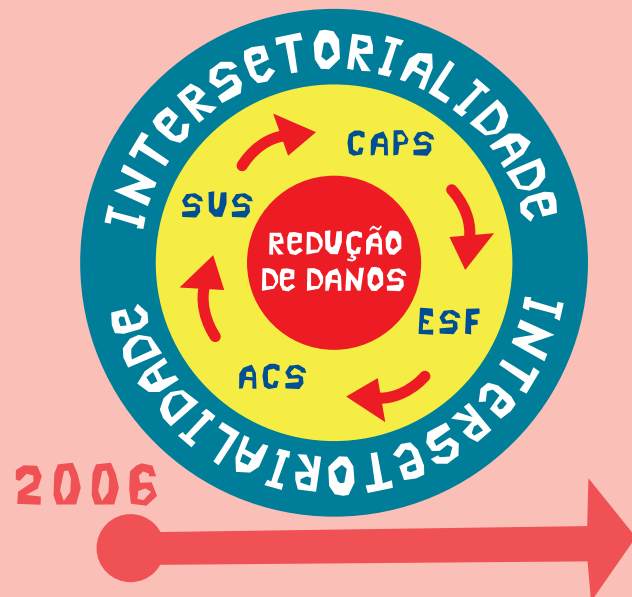 INTERSETORIALIDADE
CAPS
SUS
REDUÇÃO
DE DANOS
ESF
ACS
INTERSETORIALIDADE
2006